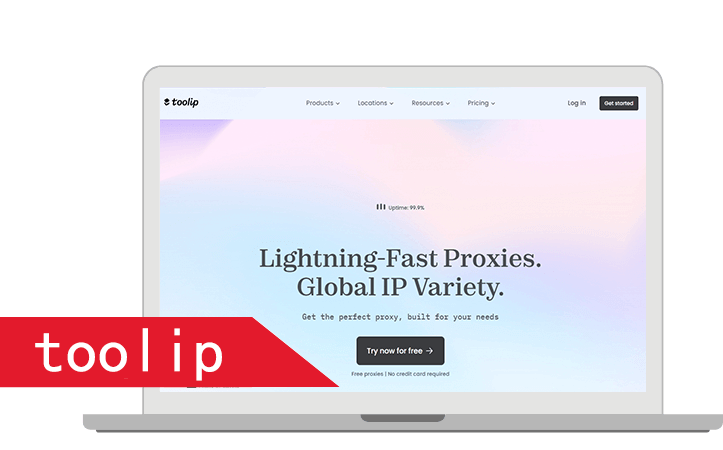 toolip
Products Locations Resources Pricing Log in Get started
Uptime: 99.9%
Lightning-Fast Proxies.
Global IP Variety.
Get the perfect proxy, built for your needs
Try now for free →
Free proxies | No credit card required
toolip